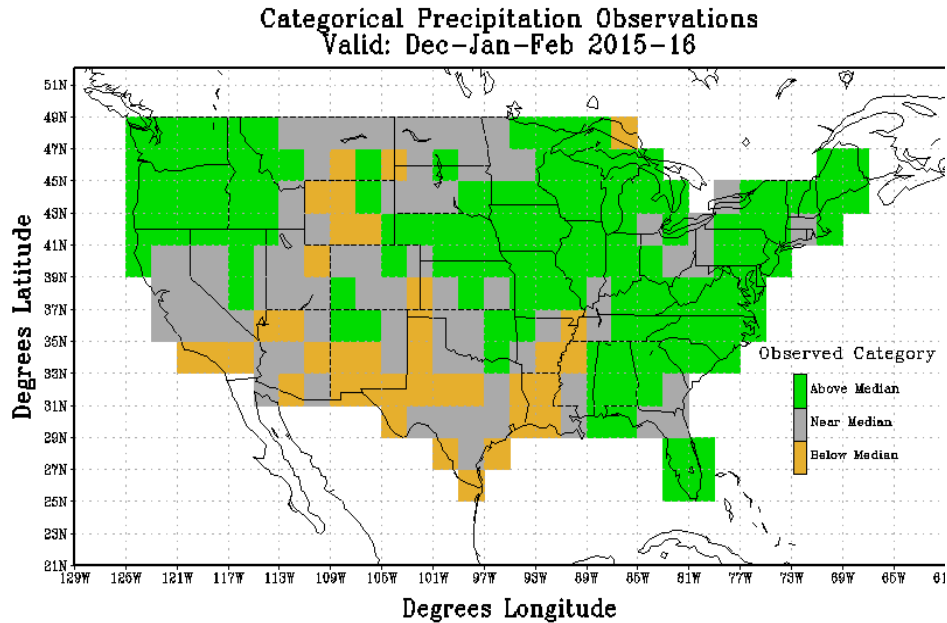 Categorical Precipitation Observations
Valid: Dec-Jan-Feb 2015-16
51N
49N
47N
45N
43N
41N
39N
37N
35N
33N
31N
29N
27N
25N
23N
21N
Degrees Latitude
Observed Category
Above Median
Near Median
Below Median
129W 125W 121W 117W 113W 109W 105W 101W 97W 93W 89W 85W 81W 77W 73W 69W 65W
Degrees Longitude